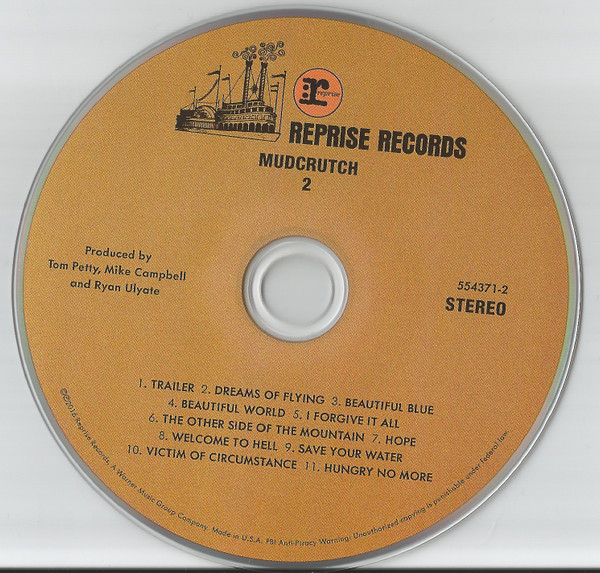 reprise
REPRISE RECORDS
MUDCRUTCH
2
Produced by
Tom Petty, Mike Campbell
and Ryan Ulyate
554371-2
STEREO
1. TRAILER 2. DREAMS OF FLYING 3. BEAUTIFUL BLUE
4. BEAUTIFUL WORLD 5. I FORGIVE IT ALL
6. THE OTHER SIDE OF THE MOUNTAIN 7. HOPE
8. WELCOME TO HELL 9. SAVE YOUR WATER
10. VICTIM OF CIRCUMSTANCE 11. HUNGRY NO MORE
©℗2016 Reprise Records, A Warner Music Group Company. Made in U.S.A. FBI Anti-Piracy Warning: Unauthorized copying is punishable under federal law.